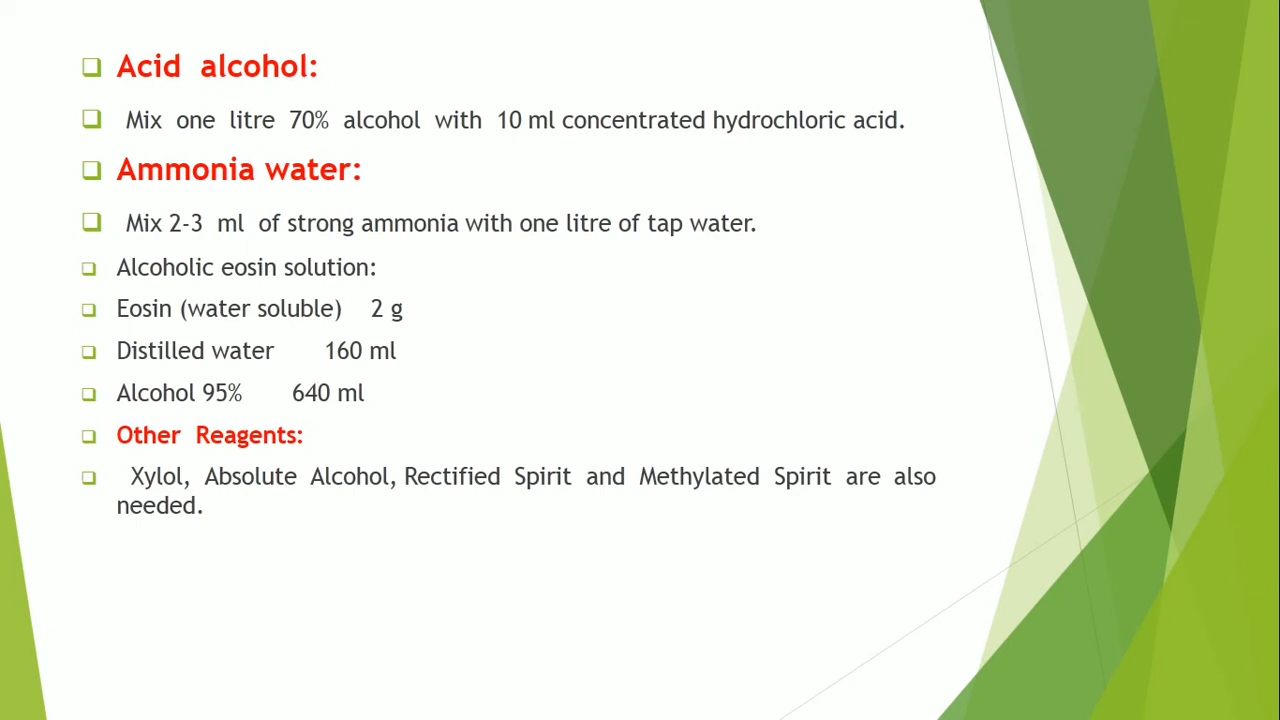 Acid alcohol:
Mix one litre 70% alcohol with 10 ml concentrated hydrochloric acid.
Ammonia water:
Mix 2-3 ml of strong ammonia with one litre of tap water.
Alcoholic eosin solution:
Eosin (water soluble) 2 g
Distilled water 160 ml
Alcohol 95% 640 ml
Other Reagents:
Xylol, Absolute Alcohol, Rectified Spirit and Methylated Spirit are also
needed.